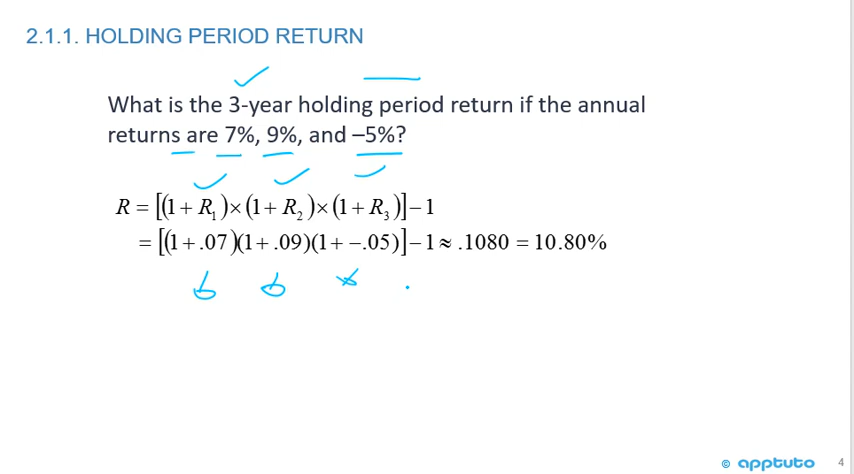 2.1.1. HOLDING PERIOD RETURN
What is the 3-year holding period return if the annual
returns are 7%, 9%, and –5%?
R = [(1 + R₁) × (1 + R₂) × (1 + R₃)] − 1
= [(1 + .07)(1 + .09)(1 + −.05)] − 1 ≈ .1080 = 10.80%
© apptuto 4